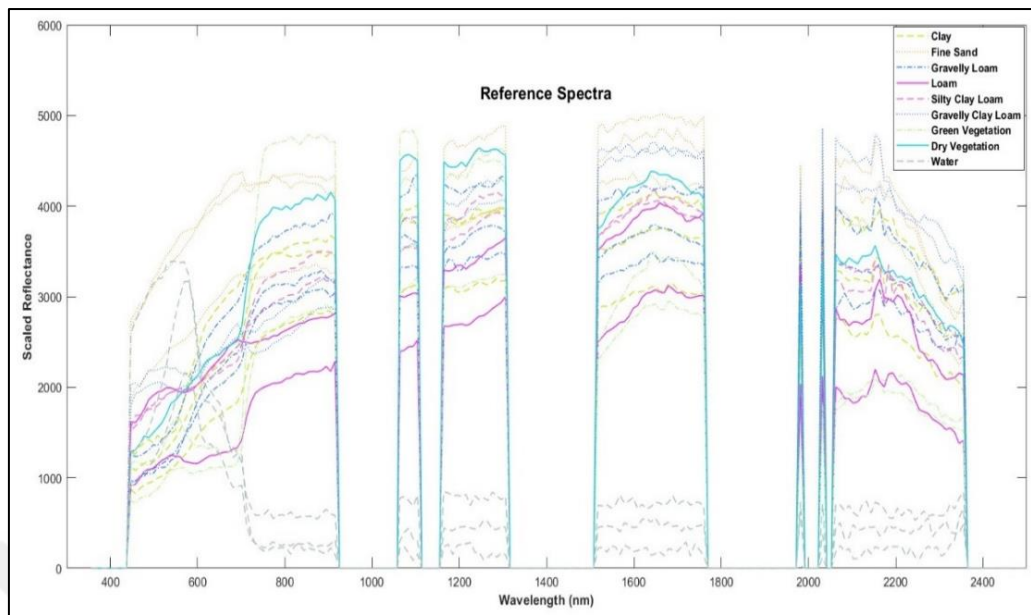 Reference Spectra
Clay
Fine Sand
Gravelly Loam
Loam
Silty Clay Loam
Gravelly Clay Loam
Green Vegetation
Dry Vegetation
Water
Scaled Reflectance
6000
5000
4000
3000
2000
1000
0
400 600 800 1000 1200 1400 1600 1800 2000 2200 2400
Wavelength (nm)